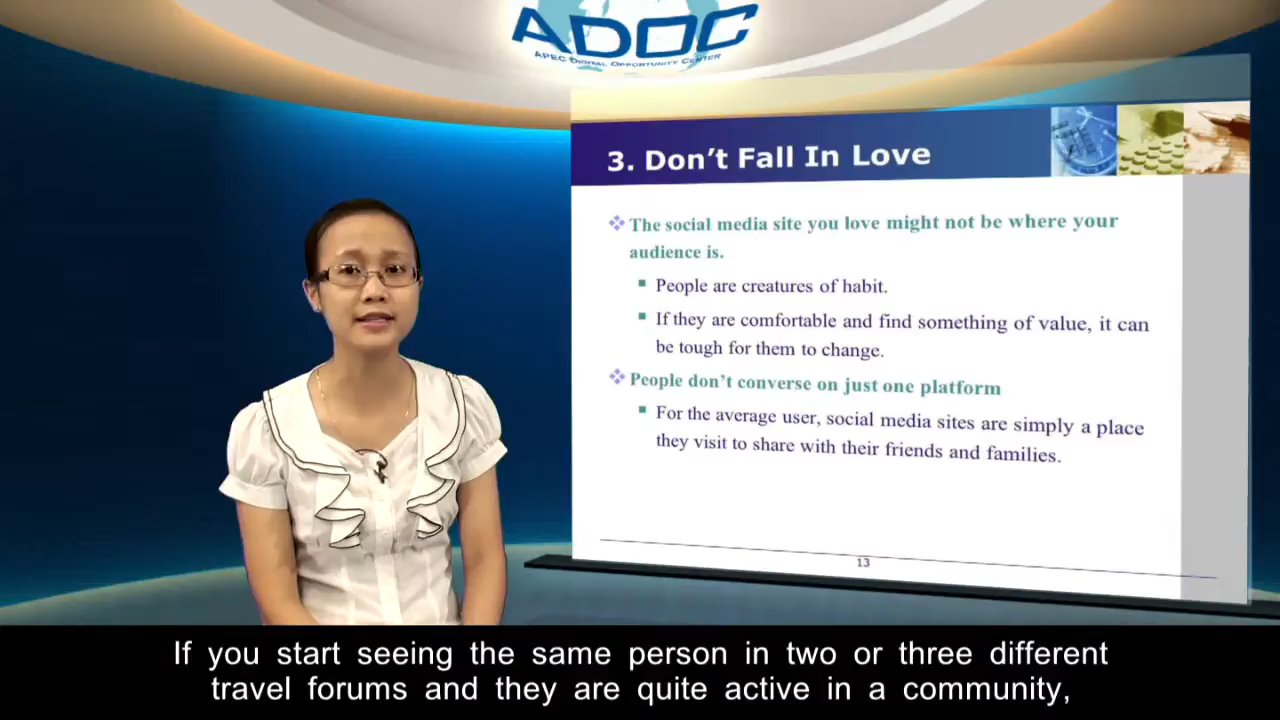 ADOC
APEC DIGITAL OPPORTUNITY CENTER
3. Don't Fall In Love
The social media site you love might not be where your
audience is.
People are creatures of habit.
If they are comfortable and find something of value, it can
be tough for them to change.
People don't converse on just one platform
For the average user, social media sites are simply a place
they visit to share with their friends and families.
13
If you start seeing the same person in two or three different
travel forums and they are quite active in a community,